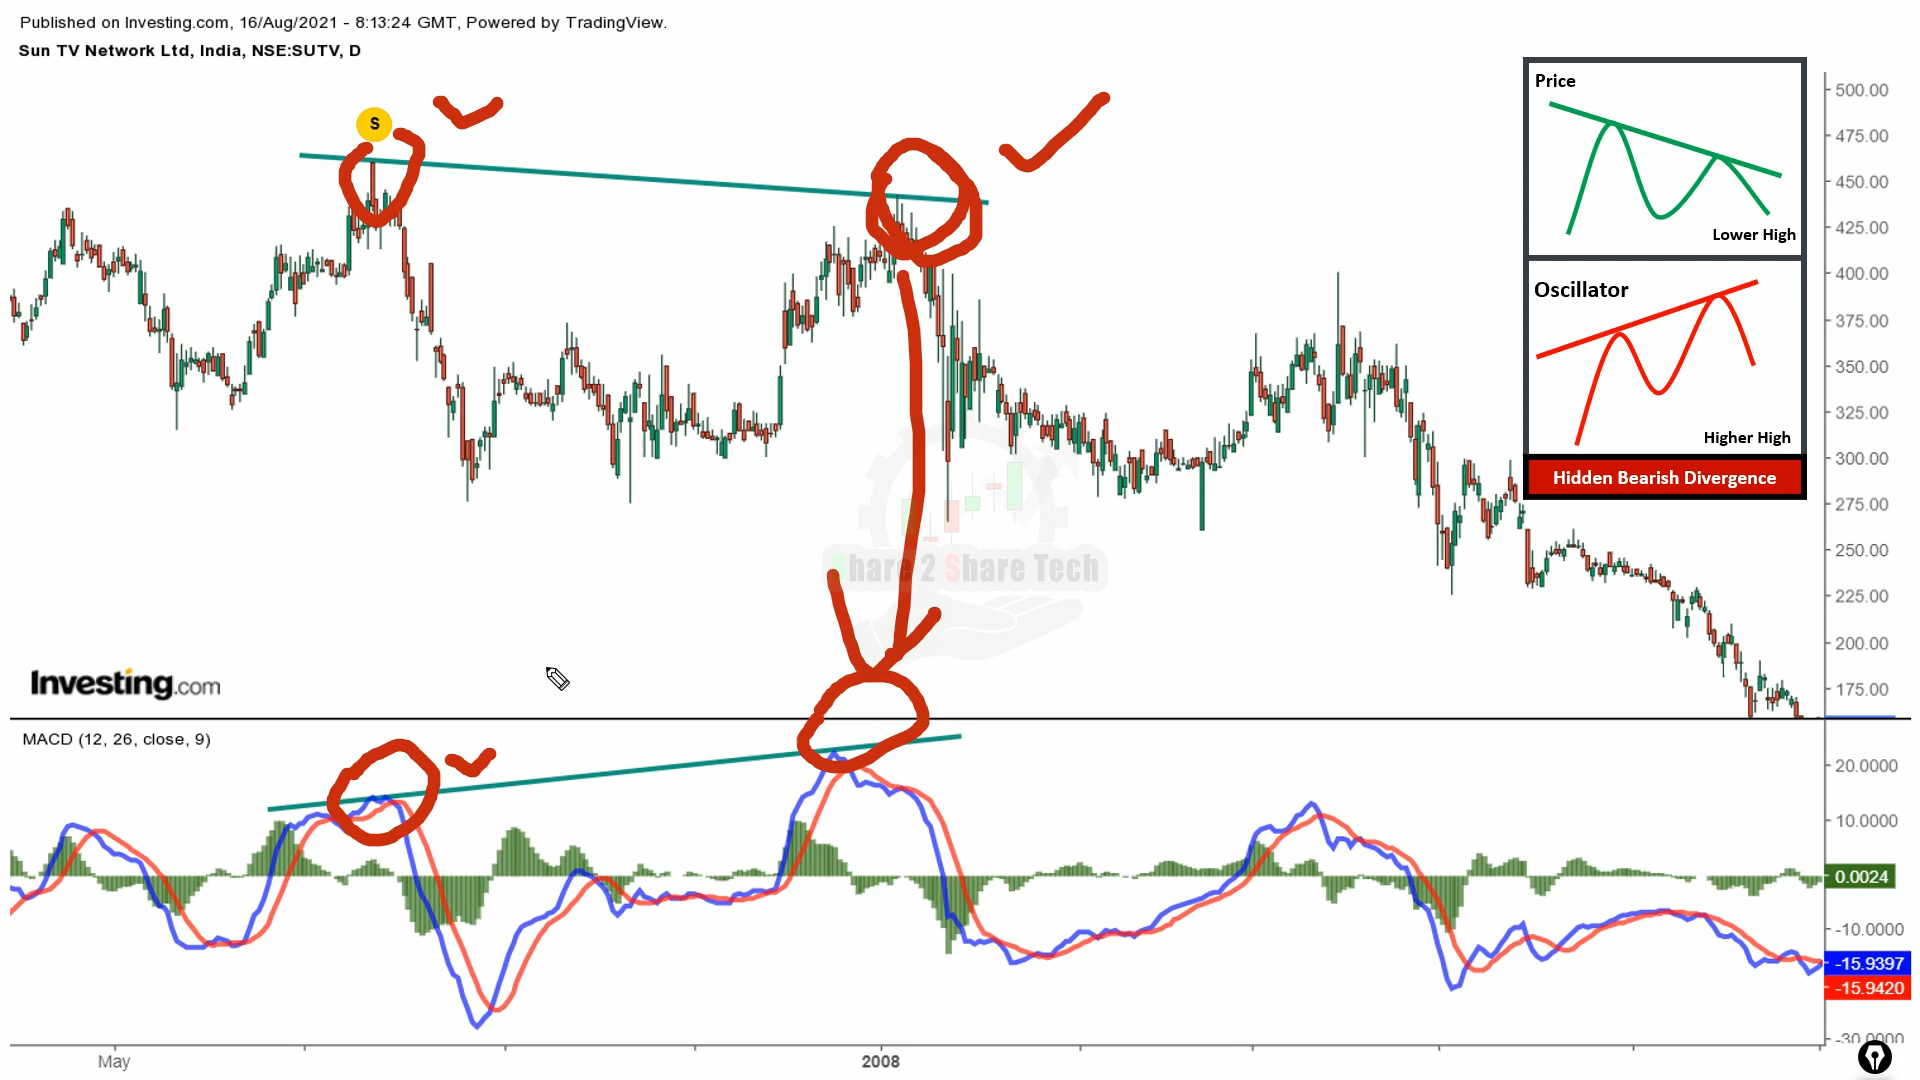 Published on Investing.com, 16/Aug/2021 - 8:13:24 GMT, Powered by TradingView.
Sun TV Network Ltd, India, NSE:SUTV, D
S
Price
Lower High
Oscillator
Higher High
Hidden Bearish Divergence
500.00
475.00
450.00
425.00
400.00
375.00
350.00
325.00
300.00
275.00
250.00
225.00
200.00
175.00
Share 2 Share Tech
Investing.com
MACD (12, 26, close, 9)
20.0000
10.0000
0.0024
-10.0000
-15.9397
-15.9420
-30.0000
May
2008